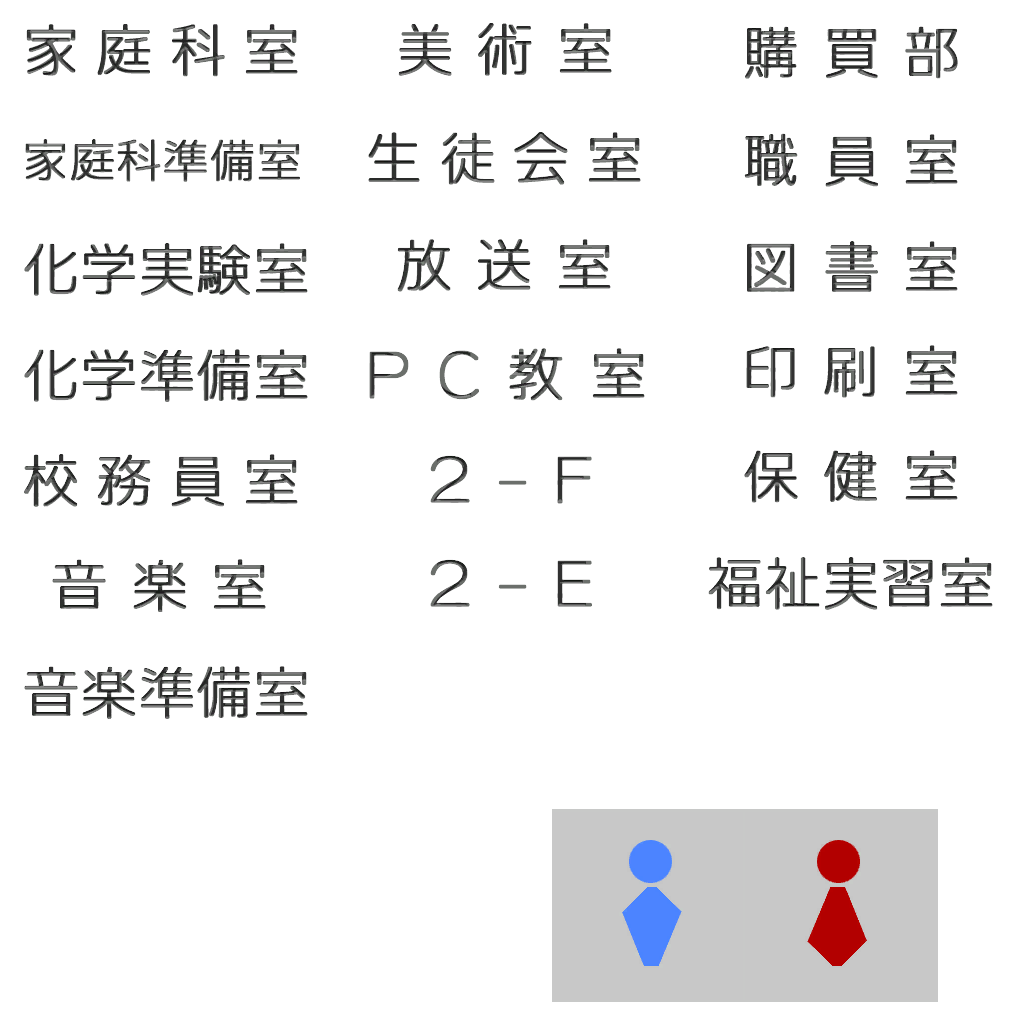 家庭科室
家庭科準備室
化学実験室
化学準備室
校務員室
音楽室
音楽準備室
美術室
生徒会室
放送室
ＰＣ教室
２－Ｆ
２－Ｅ
購買部
職員室
図書室
印刷室
保健室
福祉実習室